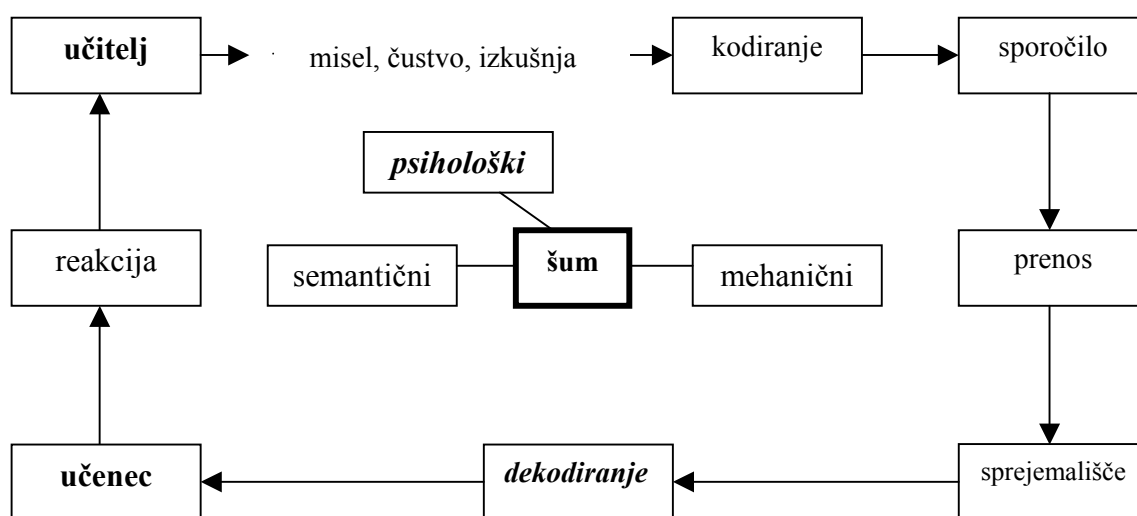 učitelj
misel, čustvo, izkušnja
kodiranje
sporočilo
psihološki
reakcija
semantični
šum
mehanični
prenos
učenec
dekodiranje
sprejemališče